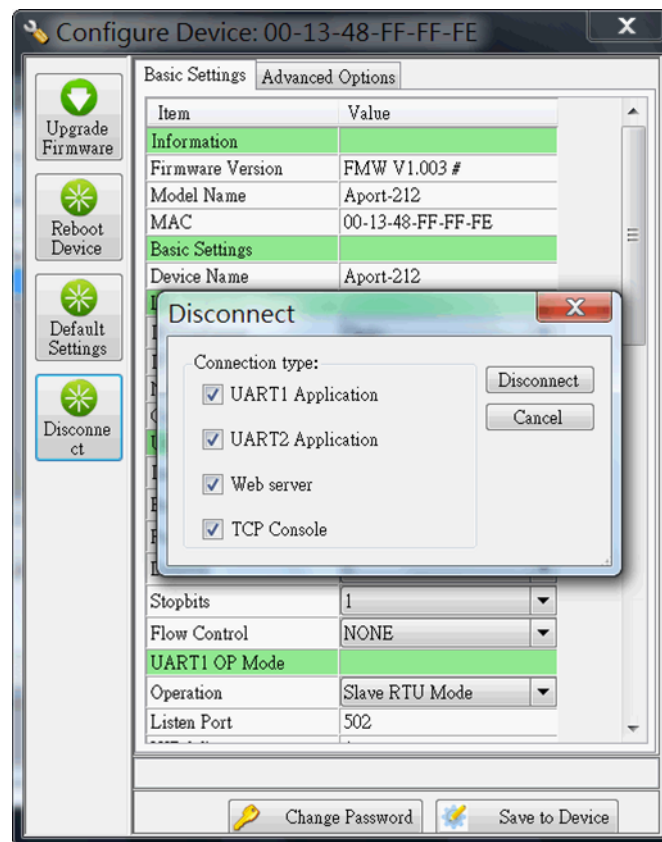 Configure Device: 00-13-48-FF-FF-FE
X
Basic Settings
Advanced Options
Upgrade
Firmware
Reboot
Device
Default
Settings
Disconne
ct
Item Value
Information
Firmware Version FMW V1.003 #
Model Name Aport-212
MAC 00-13-48-FF-FF-FE
Basic Settings
Device Name Aport-212
Disconnect
X
Connection type:
UART1 Application
UART2 Application
Web server
TCP Console
Disconnect
Cancel
Stopbits 1
Flow Control NONE
UART1 OP Mode
Operation Slave RTU Mode
Listen Port 502
Change Password
Save to Device